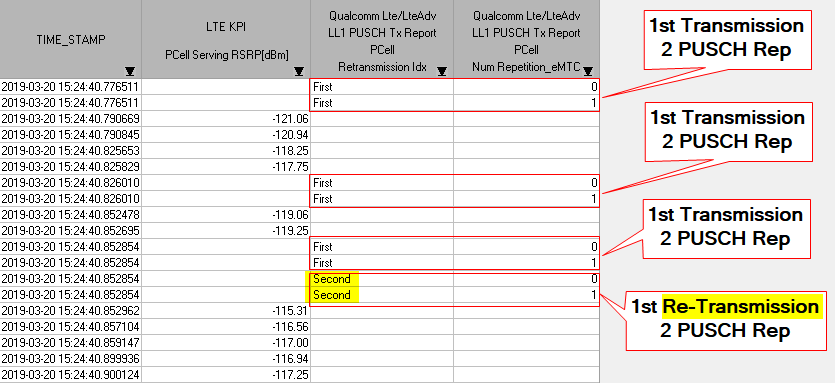 TIME_STAMP
LTE KPI
PCell Serving RSRP[dBm]
Qualcomm Lte/LteAdv
LL1 PUSCH Tx Report
PCell
Retransmission Idx
Qualcomm Lte/LteAdv
LL1 PUSCH Tx Report
PCell
Num Repetition_eMTC
2019-03-20 15:24:40.776511 First 0
2019-03-20 15:24:40.776511 First 1
2019-03-20 15:24:40.790669 -121.06
2019-03-20 15:24:40.790845 -120.94
2019-03-20 15:24:40.825653 -118.25
2019-03-20 15:24:40.825829 -117.75
2019-03-20 15:24:40.826010 First 0
2019-03-20 15:24:40.826010 First 1
2019-03-20 15:24:40.852478 -119.06
2019-03-20 15:24:40.852695 -119.25
2019-03-20 15:24:40.852854 First 0
2019-03-20 15:24:40.852854 First 1
2019-03-20 15:24:40.852854 Second 0
2019-03-20 15:24:40.852854 Second 1
2019-03-20 15:24:40.852962 -115.31
2019-03-20 15:24:40.857104 -116.56
2019-03-20 15:24:40.859147 -117.00
2019-03-20 15:24:40.899936 -116.94
2019-03-20 15:24:40.900124 -117.25
1st Transmission
2 PUSCH Rep
1st Transmission
2 PUSCH Rep
1st Transmission
2 PUSCH Rep
1st Re-Transmission
2 PUSCH Rep